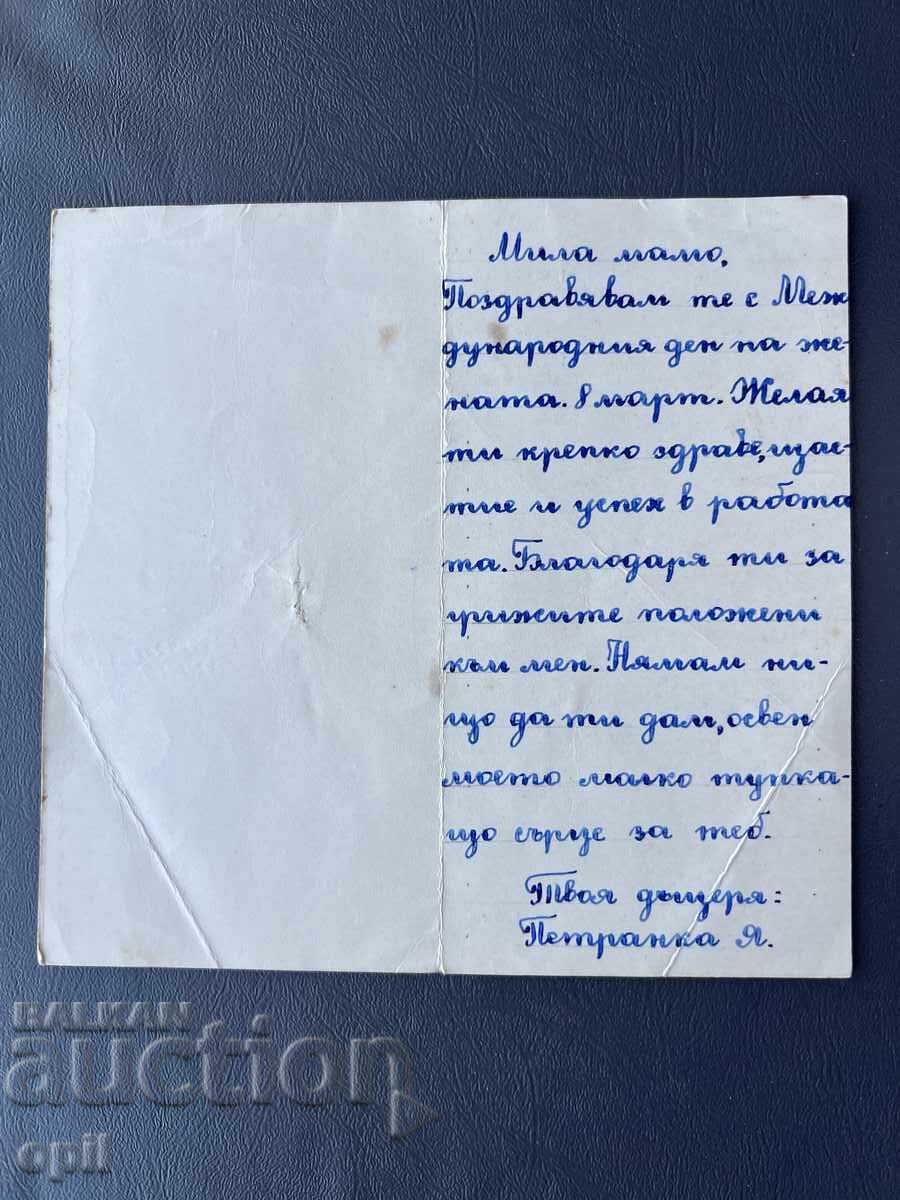 Мила мамо,
Поздравявам те с Меж
дународния ден на же-
ната. 8 март. Желая
ти крепко здраве, щас-
тие и успех в работа
та. Благодаря ти за
грижите положени
към мен. Нямам ни-
що да ти дам, освен
моето малко тупка-
що сърце за теб.
Твоя дъщеря:
Петранка Я.
BALKAN
auction
opil